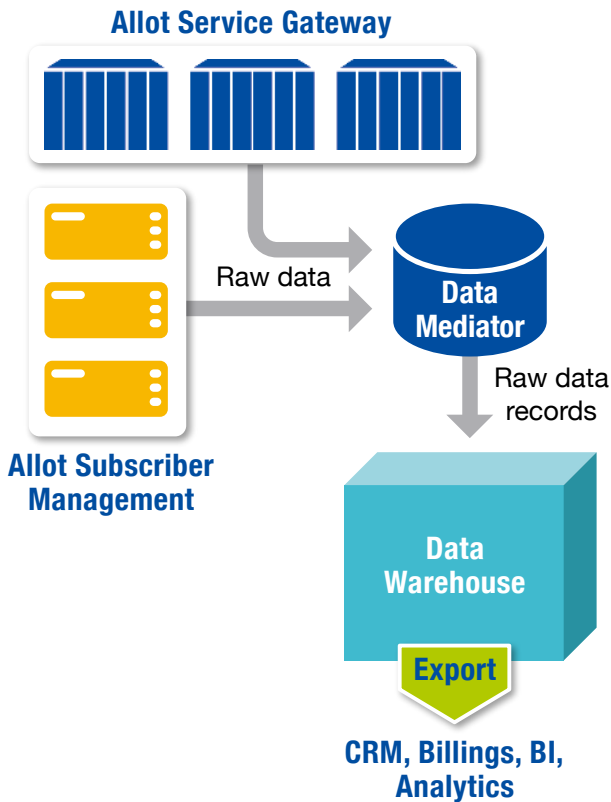 Allot Service Gateway
Raw data
Data
Mediator
Raw data
records
Allot Subscriber
Management
Data
Warehouse
Export
CRM, Billings, BI,
Analytics